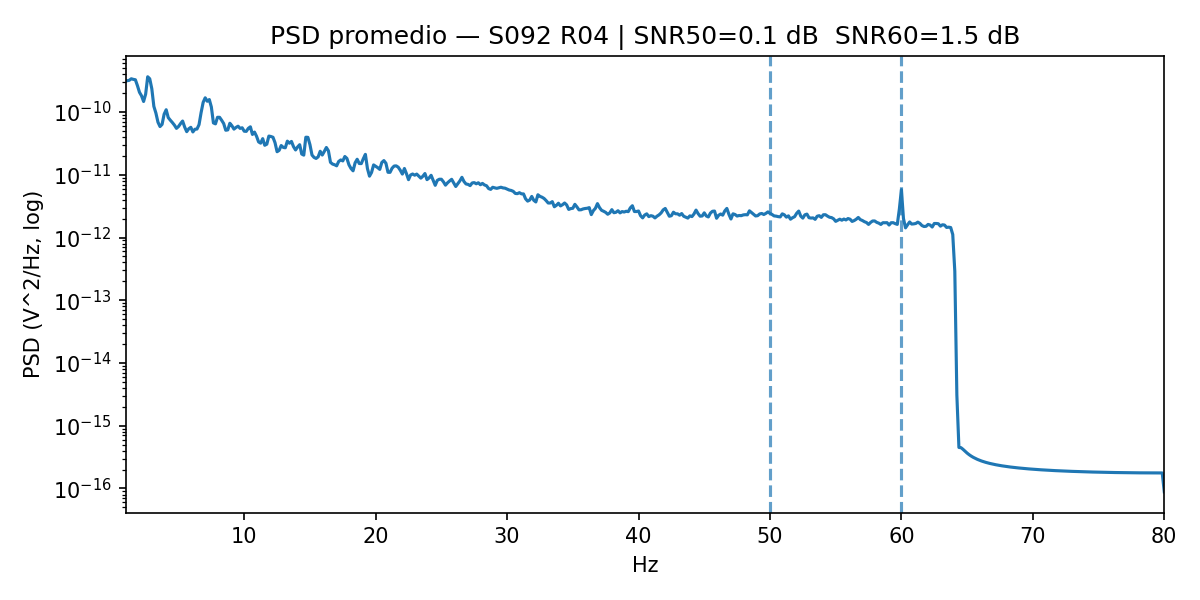 PSD promedio — S092 R04 | SNR50=0.1 dB  SNR60=1.5 dB
PSD (V^2/Hz, log)
10^-10
10^-11
10^-12
10^-13
10^-14
10^-15
10^-16
10 20 30 40 50 60 70 80
Hz